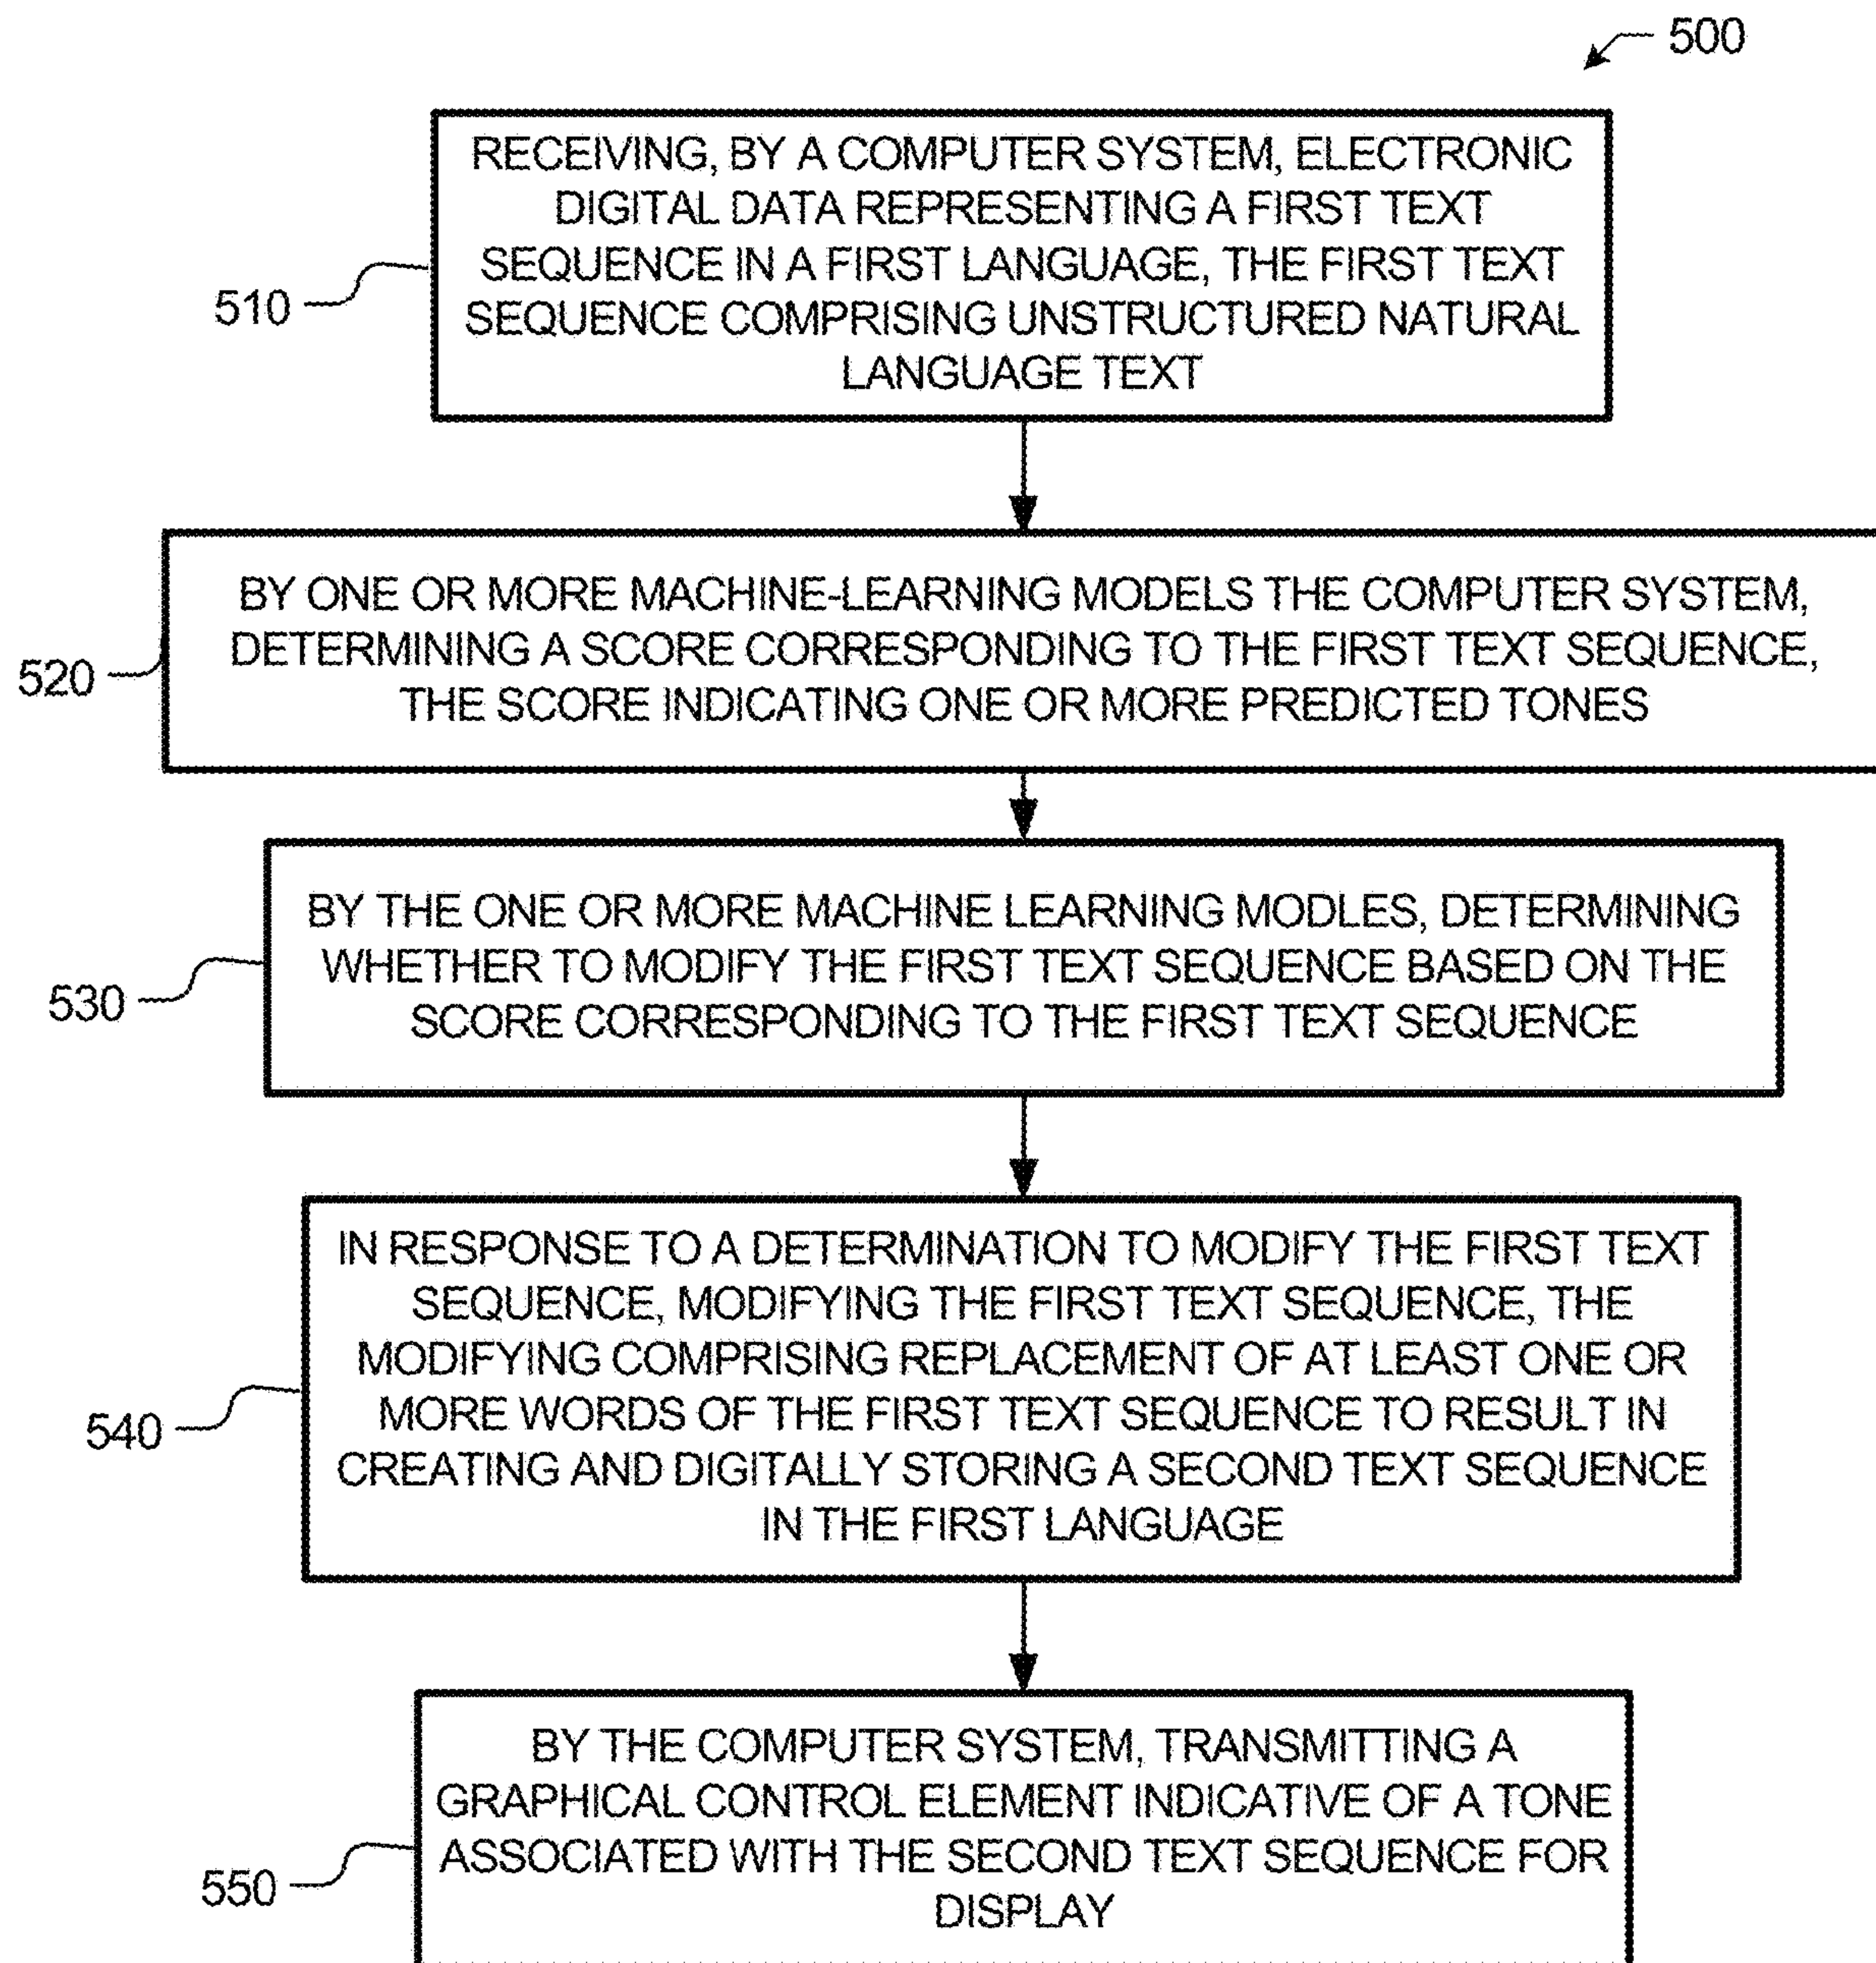 500
RECEIVING, BY A COMPUTER SYSTEM, ELECTRONIC
DIGITAL DATA REPRESENTING A FIRST TEXT
SEQUENCE IN A FIRST LANGUAGE, THE FIRST TEXT
SEQUENCE COMPRISING UNSTRUCTURED NATURAL
LANGUAGE TEXT
510
BY ONE OR MORE MACHINE-LEARNING MODELS THE COMPUTER SYSTEM,
DETERMINING A SCORE CORRESPONDING TO THE FIRST TEXT SEQUENCE,
THE SCORE INDICATING ONE OR MORE PREDICTED TONES
520
BY THE ONE OR MORE MACHINE LEARNING MODLES, DETERMINING
WHETHER TO MODIFY THE FIRST TEXT SEQUENCE BASED ON THE
SCORE CORRESPONDING TO THE FIRST TEXT SEQUENCE
530
IN RESPONSE TO A DETERMINATION TO MODIFY THE FIRST TEXT
SEQUENCE, MODIFYING THE FIRST TEXT SEQUENCE, THE
MODIFYING COMPRISING REPLACEMENT OF AT LEAST ONE OR
MORE WORDS OF THE FIRST TEXT SEQUENCE TO RESULT IN
CREATING AND DIGITALLY STORING A SECOND TEXT SEQUENCE
IN THE FIRST LANGUAGE
540
BY THE COMPUTER SYSTEM, TRANSMITTING A
GRAPHICAL CONTROL ELEMENT INDICATIVE OF A TONE
ASSOCIATED WITH THE SECOND TEXT SEQUENCE FOR
DISPLAY
550